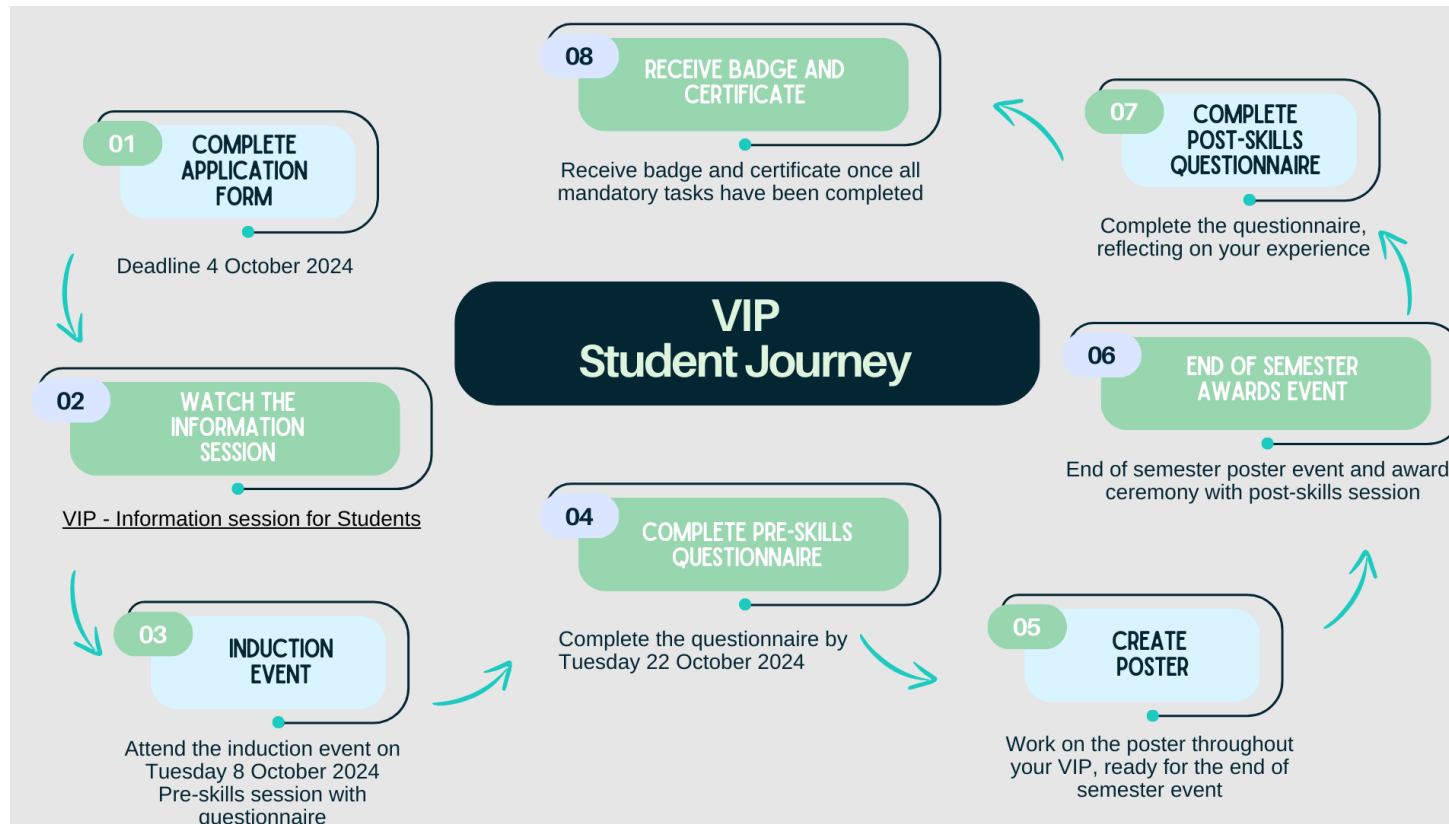 VIP
Student Journey
01
COMPLETE
APPLICATION
FORM
Deadline 4 October 2024
02
WATCH THE
INFORMATION
SESSION
VIP - Information session for Students
03
INDUCTION
EVENT
Attend the induction event on
Tuesday 8 October 2024
Pre-skills session with
questionnaire
04
COMPLETE PRE-SKILLS
QUESTIONNAIRE
Complete the questionnaire by
Tuesday 22 October 2024
05
CREATE
POSTER
Work on the poster throughout
your VIP, ready for the end of
semester event
06
END OF SEMESTER
AWARDS EVENT
End of semester poster event and award
ceremony with post-skills session
07
COMPLETE
POST-SKILLS
QUESTIONNAIRE
Complete the questionnaire,
reflecting on your experience
08
RECEIVE BADGE AND
CERTIFICATE
Receive badge and certificate once all
mandatory tasks have been completed